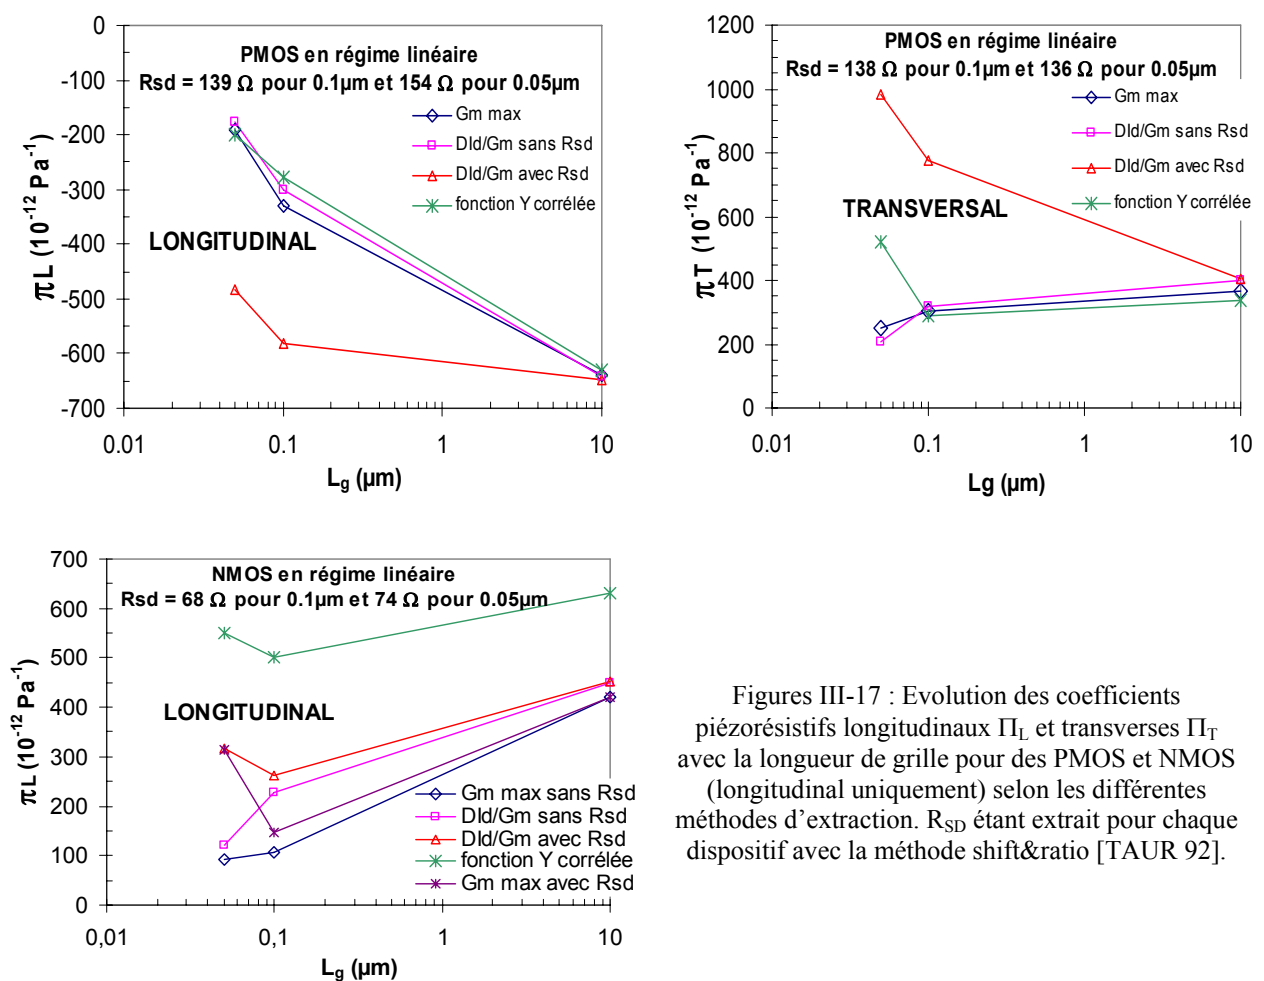 PMOS en régime linéaire
Rsd = 139 Ω pour 0.1µm et 154 Ω pour 0.05µm
0
-100
-200
-300
-400
-500
-600
-700
πL (10⁻¹² Pa⁻¹)
Gm max
DId/Gm sans Rsd
DId/Gm avec Rsd
fonction Y corrélée
LONGITUDINAL
0.01
0.1
1
10
Lg (µm)
PMOS en régime linéaire
Rsd = 138 Ω pour 0.1µm et 136 Ω pour 0.05µm
1200
1000
800
600
400
200
0
πT (10⁻¹² Pa⁻¹)
Gm max
DId/Gm sans Rsd
DId/Gm avec Rsd
fonction Y corrélée
TRANSVERSAL
0.01
0.1
1
10
Lg (µm)
NMOS en régime linéaire
Rsd = 68 Ω pour 0.1µm et 74 Ω pour 0.05µm
700
600
500
400
300
200
100
0
πL (10⁻¹² Pa⁻¹)
LONGITUDINAL
Gm max sans Rsd
DId/Gm sans Rsd
DId/Gm avec Rsd
fonction Y corrélée
Gm max avec Rsd
0,01
0,1
1
10
Lg (µm)
Figures III-17 : Evolution des coefficients
piézorésistifs longitudinaux ΠL et transverses ΠT
avec la longueur de grille pour des PMOS et NMOS
(longitudinal uniquement) selon les différentes
méthodes d’extraction. RSD étant extrait pour chaque
dispositif avec la méthode shift&ratio [TAUR 92].